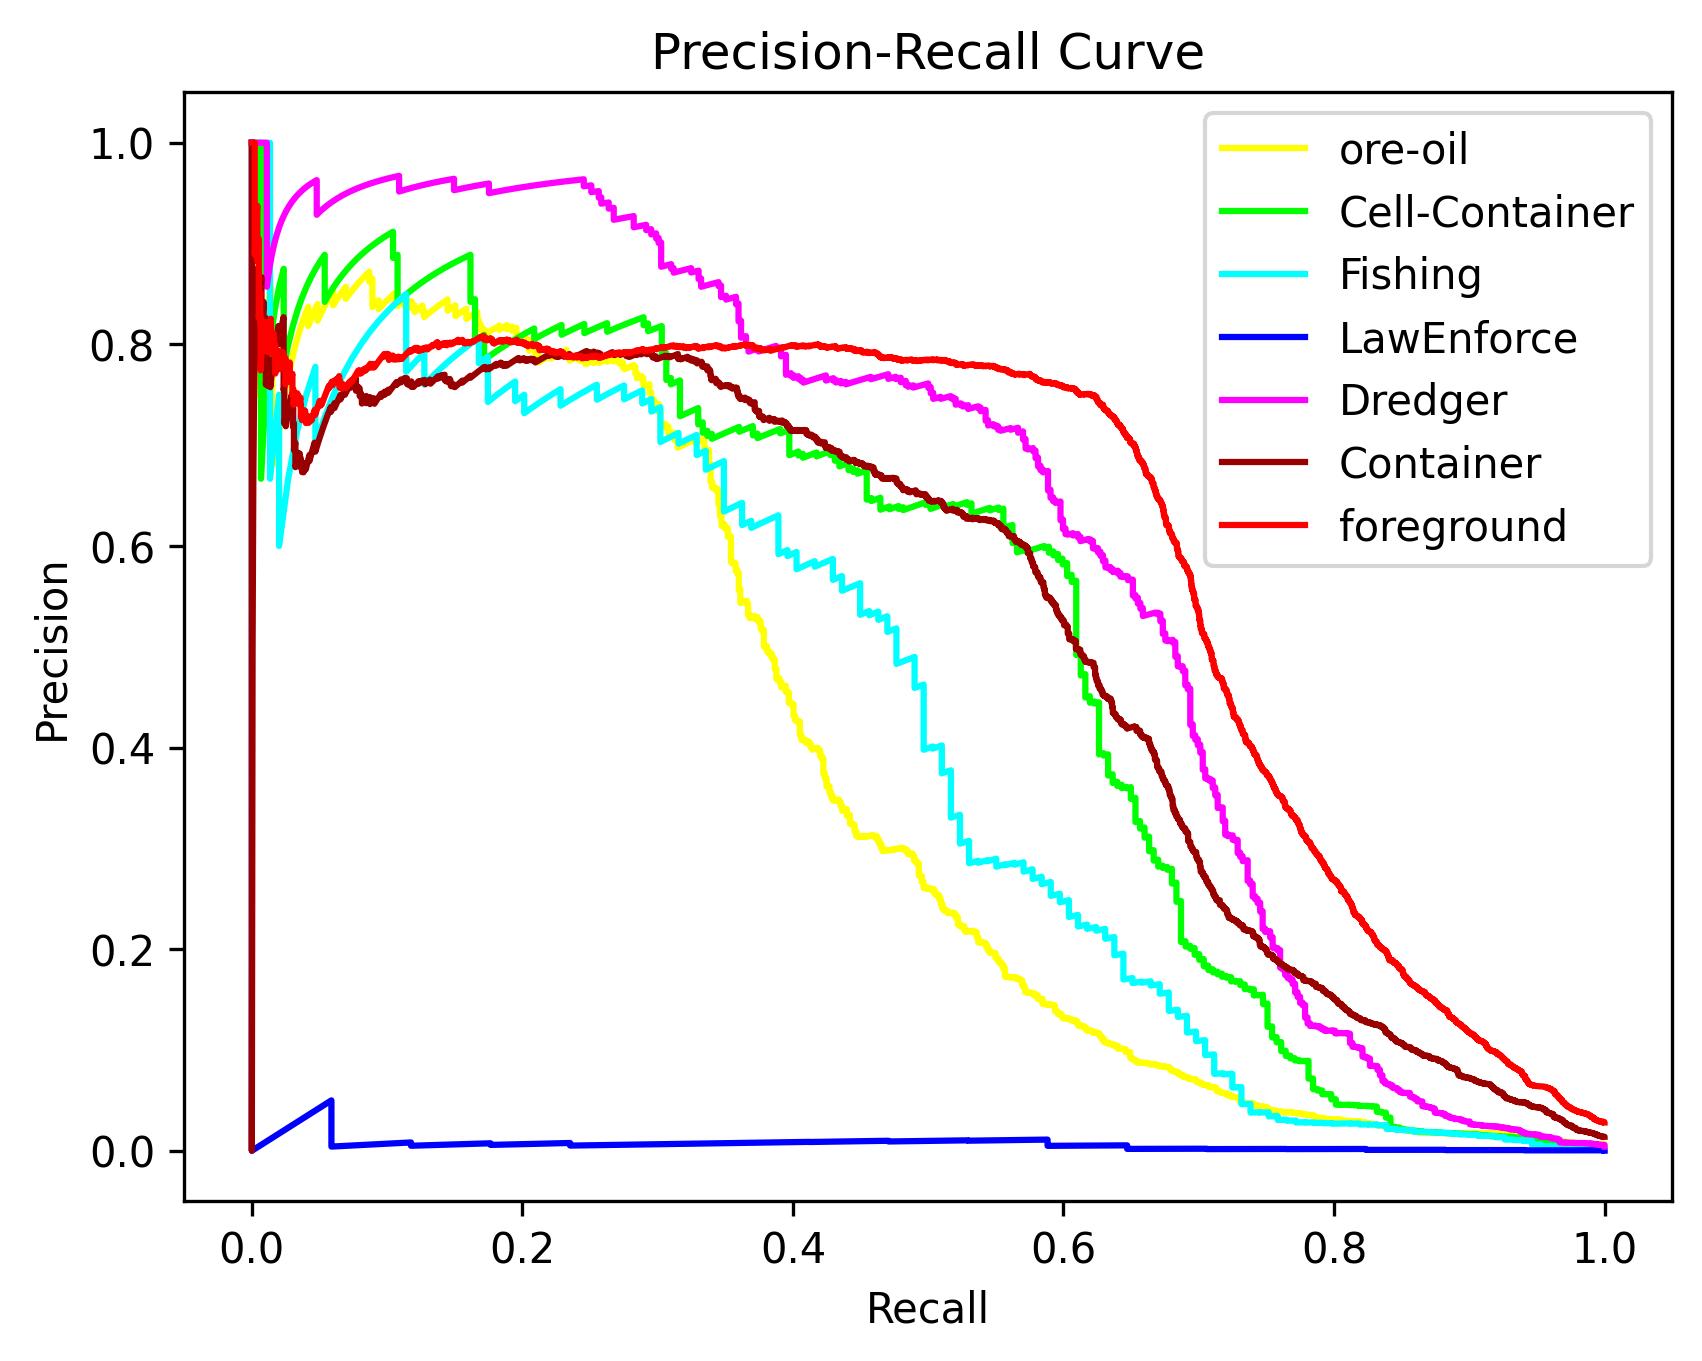 Precision-Recall Curve
ore-oil
Cell-Container
Fishing
LawEnforce
Dredger
Container
foreground
Precision
1.0
0.8
0.6
0.4
0.2
0.0
0.0 0.2 0.4 0.6 0.8 1.0
Recall